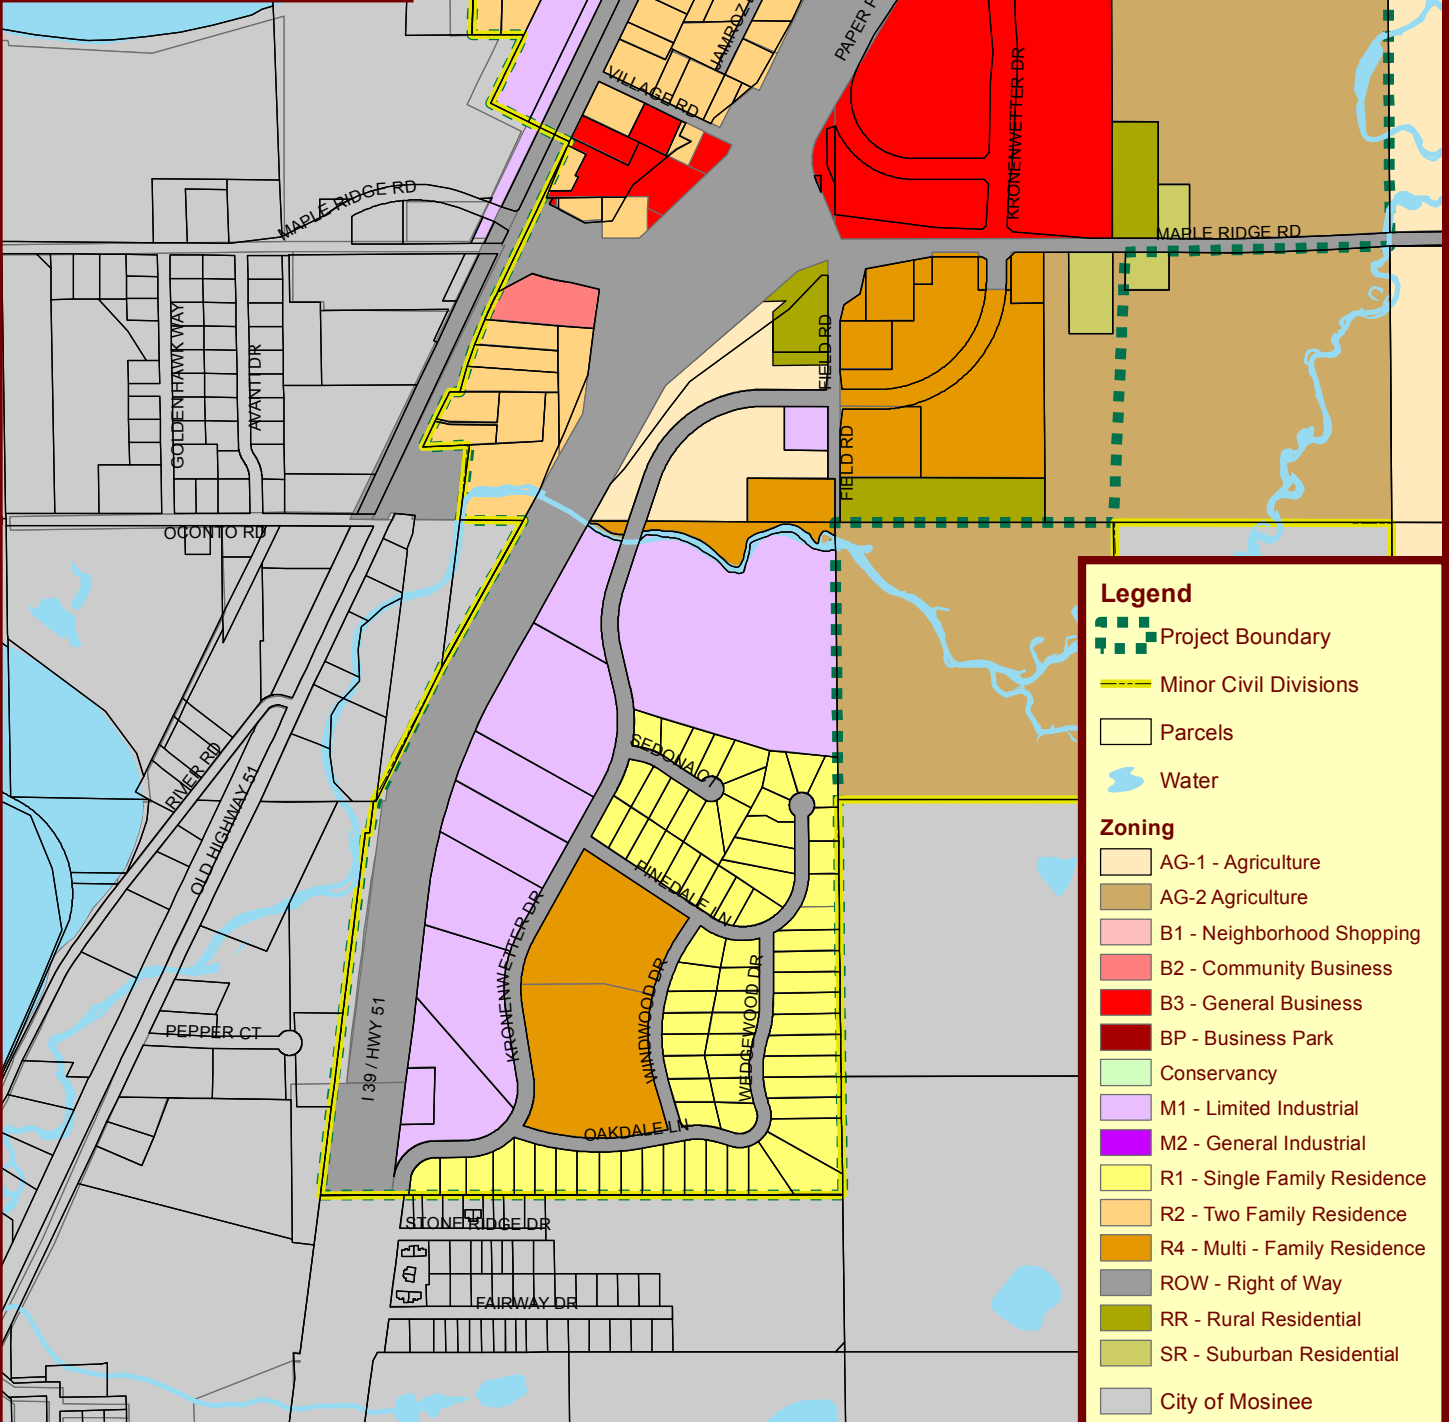 JAMROZ
PAPER
VILLAGE RD
KRONENWETTER DR
MAPLE RIDGE RD
MAPLE RIDGE RD
GOLDENHAWK WAY
AVANTI DR
FIELD RD
FIELD RD
OCONTO RD
SEDONA CT
RIVER RD
OLD HIGHWAY 51
PINEDALE LN
KRONENWETTER DR
WINDWOOD DR
WEDGEWOOD DR
PEPPER CT
I 39 / HWY 51
OAKDALE LN
STONE RIDGE DR
FAIRWAY DR
Legend
Project Boundary
Minor Civil Divisions
Parcels
Water
Zoning
AG-1 - Agriculture
AG-2 Agriculture
B1 - Neighborhood Shopping
B2 - Community Business
B3 - General Business
BP - Business Park
Conservancy
M1 - Limited Industrial
M2 - General Industrial
R1 - Single Family Residence
R2 - Two Family Residence
R4 - Multi - Family Residence
ROW - Right of Way
RR - Rural Residential
SR - Suburban Residential
City of Mosinee